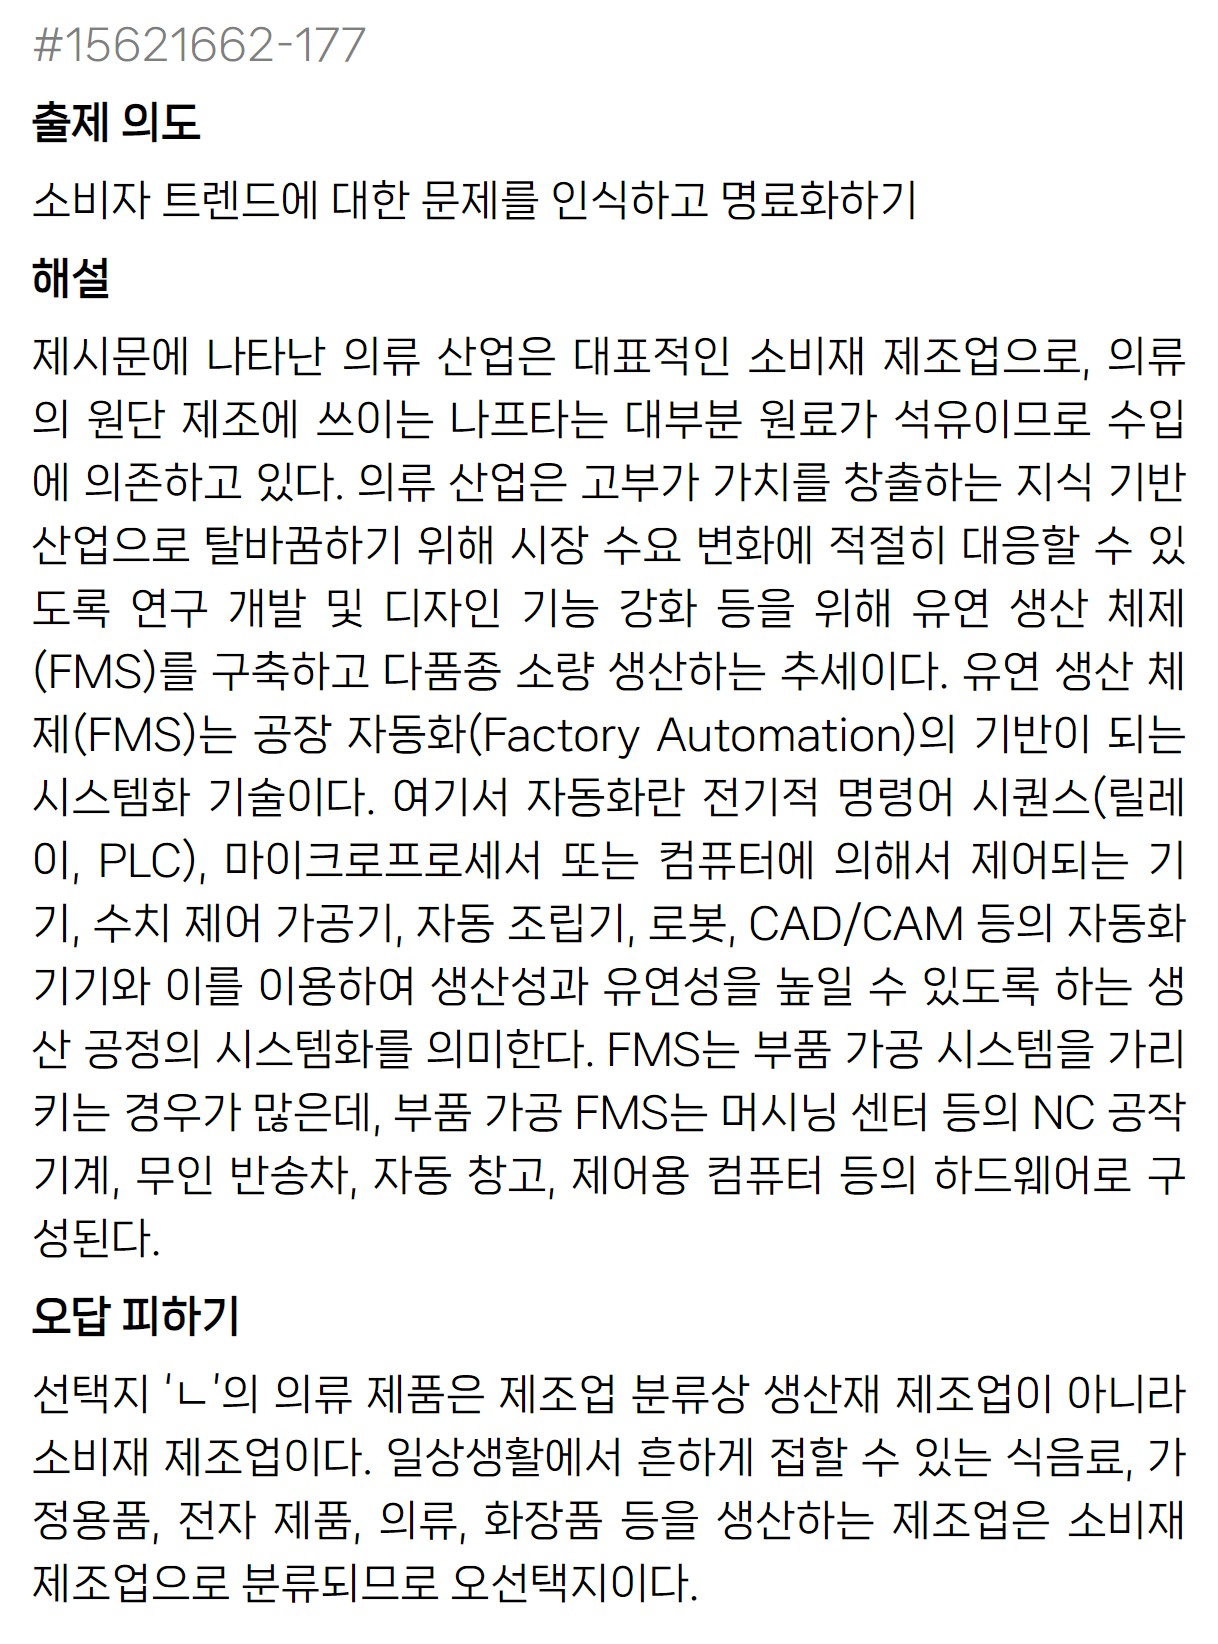 #15621662-177
출제 의도
소비자 트렌드에 대한 문제를 인식하고 명료화하기
해설
제시문에 나타난 의류 산업은 대표적인 소비재 제조업으로, 의류
의 원단 제조에 쓰이는 나프타는 대부분 원료가 석유이므로 수입
에 의존하고 있다. 의류 산업은 고부가 가치를 창출하는 지식 기반
산업으로 탈바꿈하기 위해 시장 수요 변화에 적절히 대응할 수 있
도록 연구 개발 및 디자인 기능 강화 등을 위해 유연 생산 체제
(FMS)를 구축하고 다품종 소량 생산하는 추세이다. 유연 생산 체
제(FMS)는 공장 자동화(Factory Automation)의 기반이 되는
시스템화 기술이다. 여기서 자동화란 전기적 명령어 시퀀스(릴레
이, PLC), 마이크로프로세서 또는 컴퓨터에 의해서 제어되는 기
기, 수치 제어 가공기, 자동 조립기, 로봇, CAD/CAM 등의 자동화
기기와 이를 이용하여 생산성과 유연성을 높일 수 있도록 하는 생
산 공정의 시스템화를 의미한다. FMS는 부품 가공 시스템을 가리
키는 경우가 많은데, 부품 가공 FMS는 머시닝 센터 등의 NC 공작
기계, 무인 반송차, 자동 창고, 제어용 컴퓨터 등의 하드웨어로 구
성된다.
오답 피하기
선택지 'ㄴ'의 의류 제품은 제조업 분류상 생산재 제조업이 아니라
소비재 제조업이다. 일상생활에서 흔하게 접할 수 있는 식음료, 가
정용품, 전자 제품, 의류, 화장품 등을 생산하는 제조업은 소비재
제조업으로 분류되므로 오선택지이다.